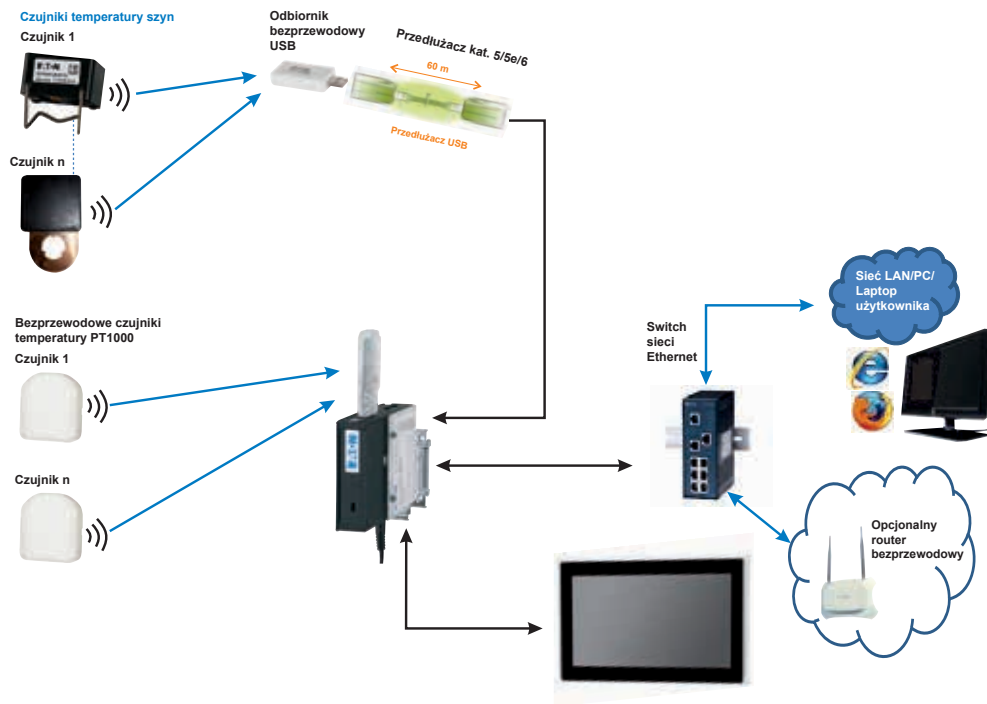 Czujniki temperatury szyn
Czujnik 1
E·T·N
Czujnik n
Odbiornik
bezprzewodowy
USB
Przedłużacz kat. 5/5e/6
60 m
Przedłużacz USB
Bezprzewodowe czujniki
temperatury PT1000
Czujnik 1
Czujnik n
E·T·N
Switch
sieci
Ethernet
Sieć LAN/PC/
Laptop
użytkownika
Opcjonalny
router
bezprzewodowy